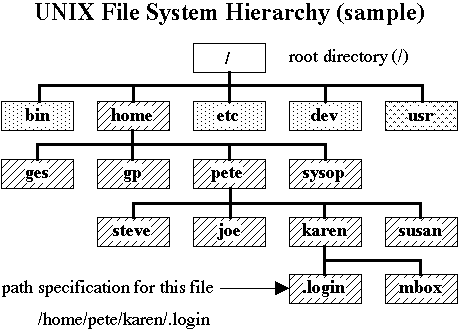 UNIX File System Hierarchy (sample)
/ root directory (/)
bin home etc dev usr
ges gp pete sysop
steve joe karen susan
path specification for this file .login mbox
/home/pete/karen/.login